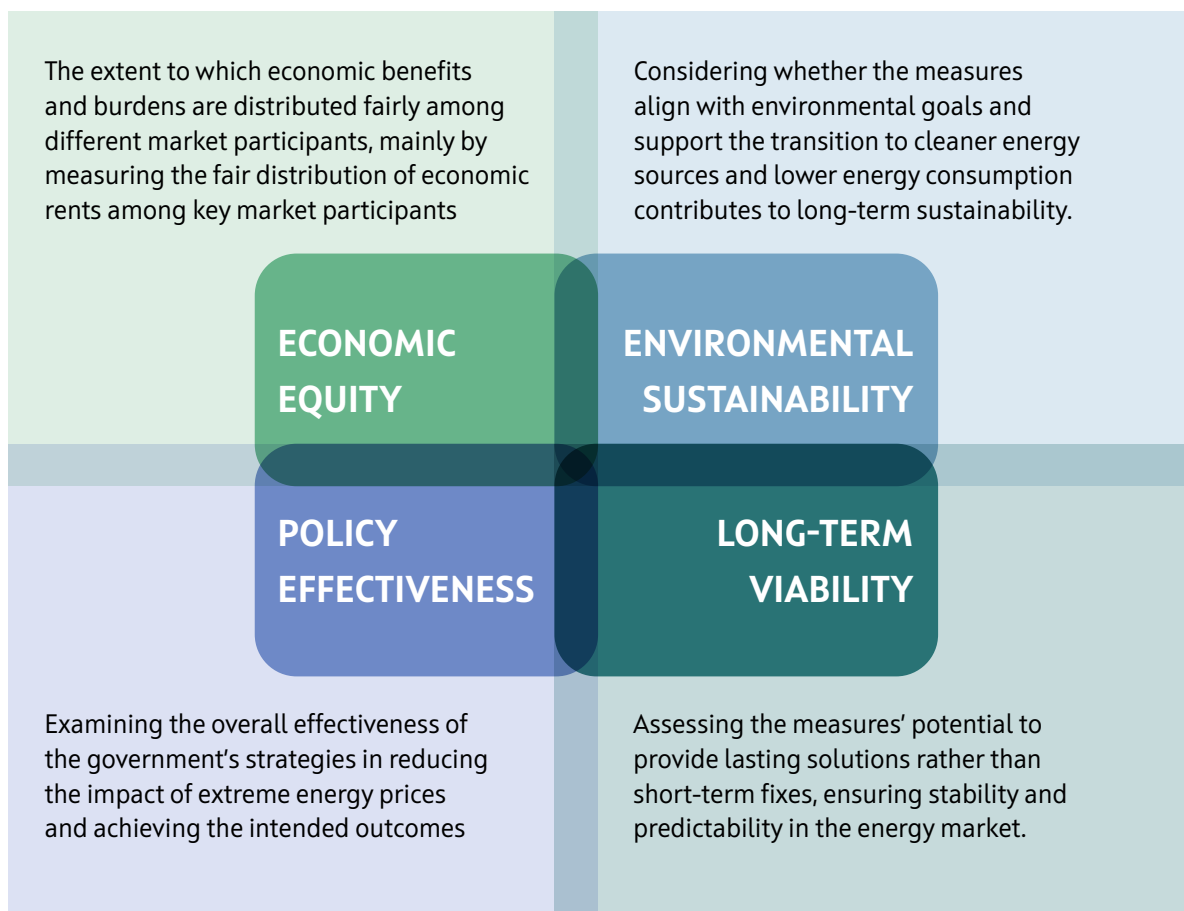 The extent to which economic benefits
and burdens are distributed fairly among
different market participants, mainly by
measuring the fair distribution of economic
rents among key market participants
Considering whether the measures
align with environmental goals and
support the transition to cleaner energy
sources and lower energy consumption
contributes to long-term sustainability.
ECONOMIC
EQUITY
ENVIRONMENTAL
SUSTAINABILITY
POLICY
EFFECTIVENESS
LONG-TERM
VIABILITY
Examining the overall effectiveness of
the government’s strategies in reducing
the impact of extreme energy prices
and achieving the intended outcomes
Assessing the measures’ potential to
provide lasting solutions rather than
short-term fixes, ensuring stability and
predictability in the energy market.